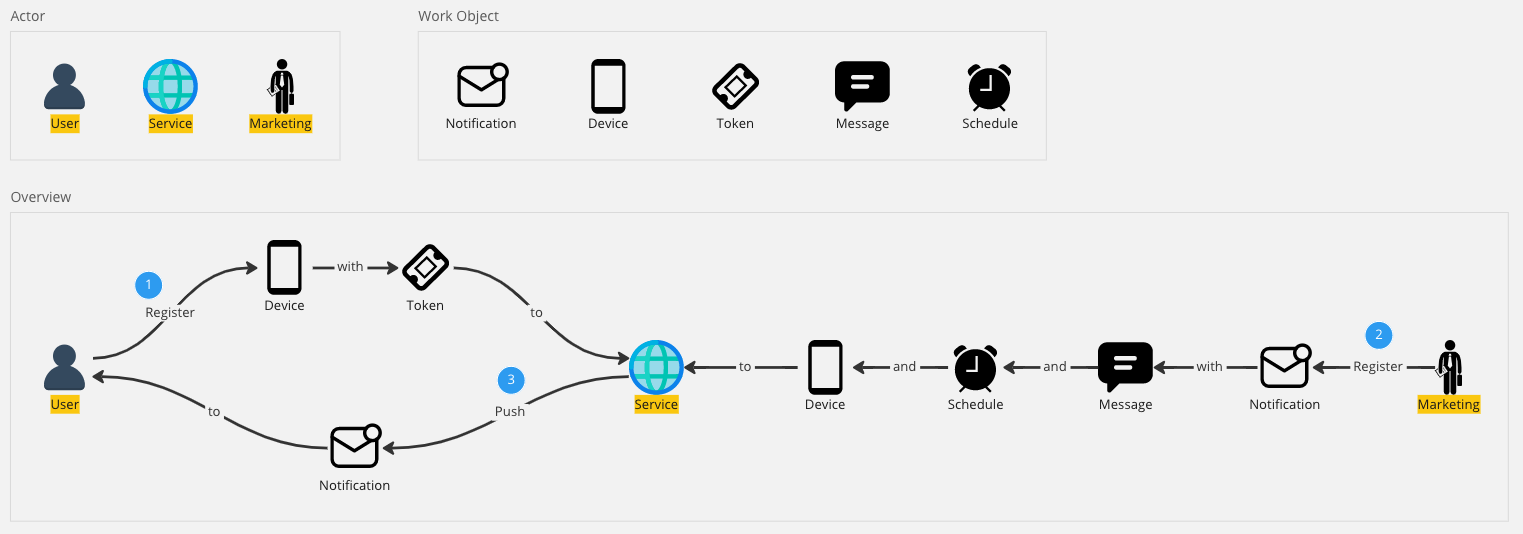 Actor
Work Object
User
Service
Marketing
Notification
Device
Token
Message
Schedule
Overview
1
Register
Device
with
Token
to
User
to
Notification
3
Push
Service
to
Device
and
Schedule
and
Message
with
Notification
2
Register
Marketing